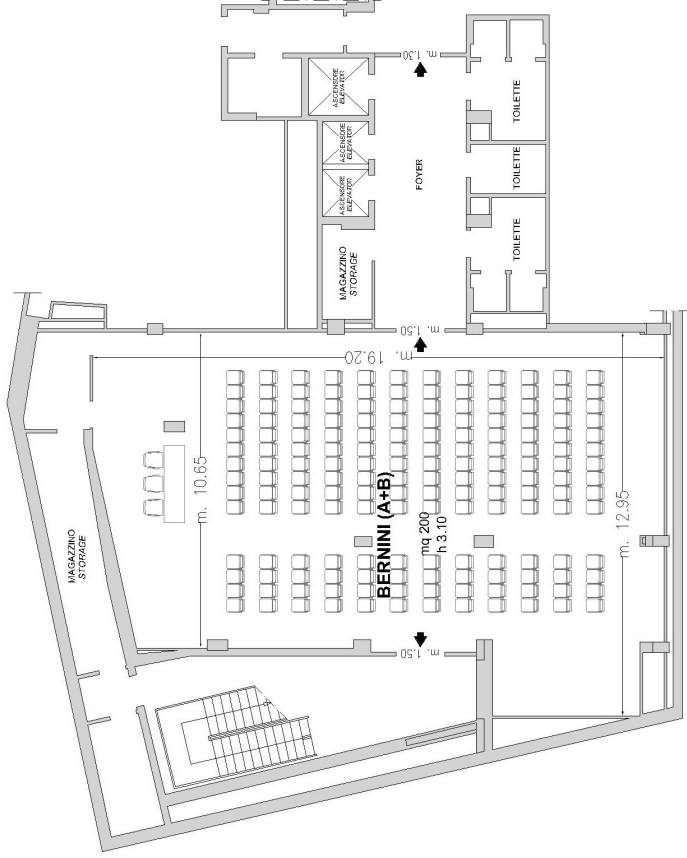 m. 1.30
ASCENSORE
ELEVATOR
TOILETTE
ASCENSORE
ELEVATOR
FOYER
TOILETTE
ASCENSORE
ELEVATOR
TOILETTE
MAGAZZINO
STORAGE
m. 1.50
m. 19.20
m. 10.65
BERNINI (A+B)
mq 200
h 3.10
m. 12.95
MAGAZZINO
STORAGE
m. 1.50